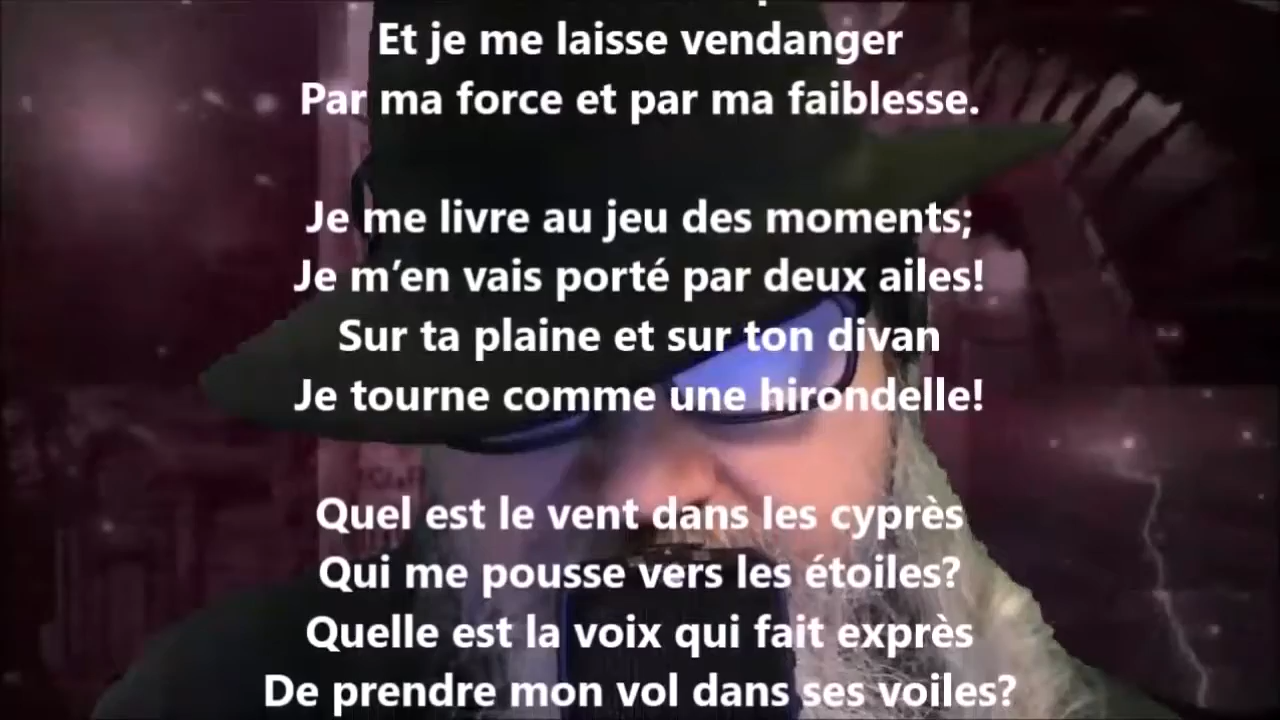 Et je me laisse vendanger
Par ma force et par ma faiblesse.
Je me livre au jeu des moments;
Je m’en vais porté par deux ailes!
Sur ta plaine et sur ton divan
Je tourne comme une hirondelle!
Quel est le vent dans les cyprès
Qui me pousse vers les étoiles?
Quelle est la voix qui fait exprès
De prendre mon vol dans ses voiles?